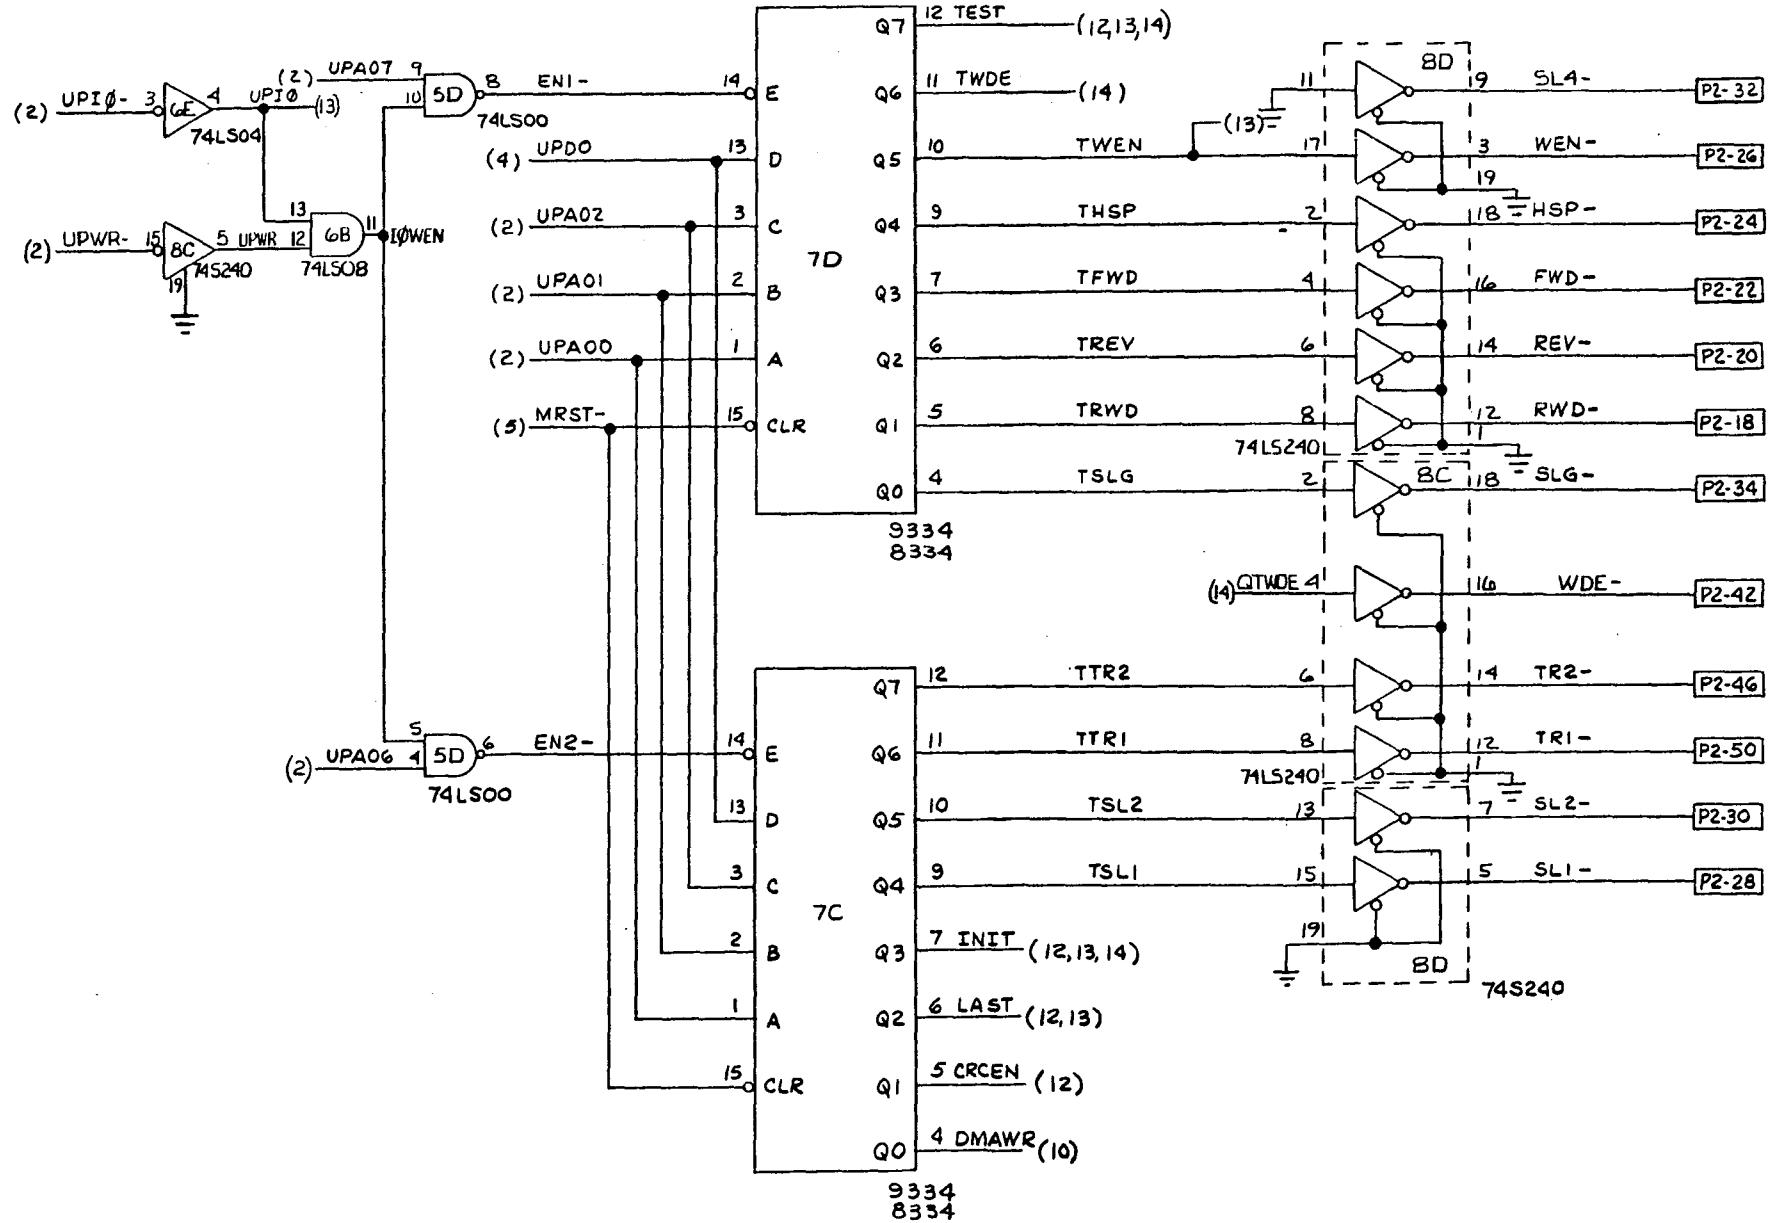 Q7 12 TEST (12,13,14)
8D
(2) UPIØ- 3 6E 4 UPIØ (13)
74LS04
(2) UPA07 9
10 5D 8 EN1- 14 E
74LS00
Q6 11 TWDE (14)
11 9 SL4- P2-32
(13)
(4) UPD0 13 D
Q5 10 TWEN 17 3 WEN- P2-26
19
(2) UPA02 3 C
Q4 9 THSP 2 18 HSP- P2-24
13
(2) UPWR- 15 8C 5 UPWR 12 6B 11 IØWEN
74S240 74LS08
19
7D
(2) UPA01 2 B
Q3 7 TFWD 4 16 FWD- P2-22
(2) UPA00 1 A
Q2 6 TREV 6 14 REV- P2-20
(5) MRST- 15 CLR
Q1 5 TRWD 8 12 RWD- P2-18
74LS240 1
8C
Q0 4 TSLG 2 18 SLG- P2-34
9334
8334
(14) QTWDE 4 16 WDE- P2-42
Q7 12 TTR2 6 14 TR2- P2-46
5
(2) UPA06 4 5D 6 EN2- 14 E
74LS00
Q6 11 TTR1 8 12 TR1- P2-50
74LS240 1
13 D
Q5 10 TSL2 13 7 SL2- P2-30
3 C
Q4 9 TSL1 15 5 SL1- P2-28
7C
2 B
Q3 7 INIT (12,13,14)
19
8D
74S240
1 A
Q2 6 LAST (12,13)
15 CLR
Q1 5 CRCEN (12)
Q0 4 DMAWR (10)
9334
8334